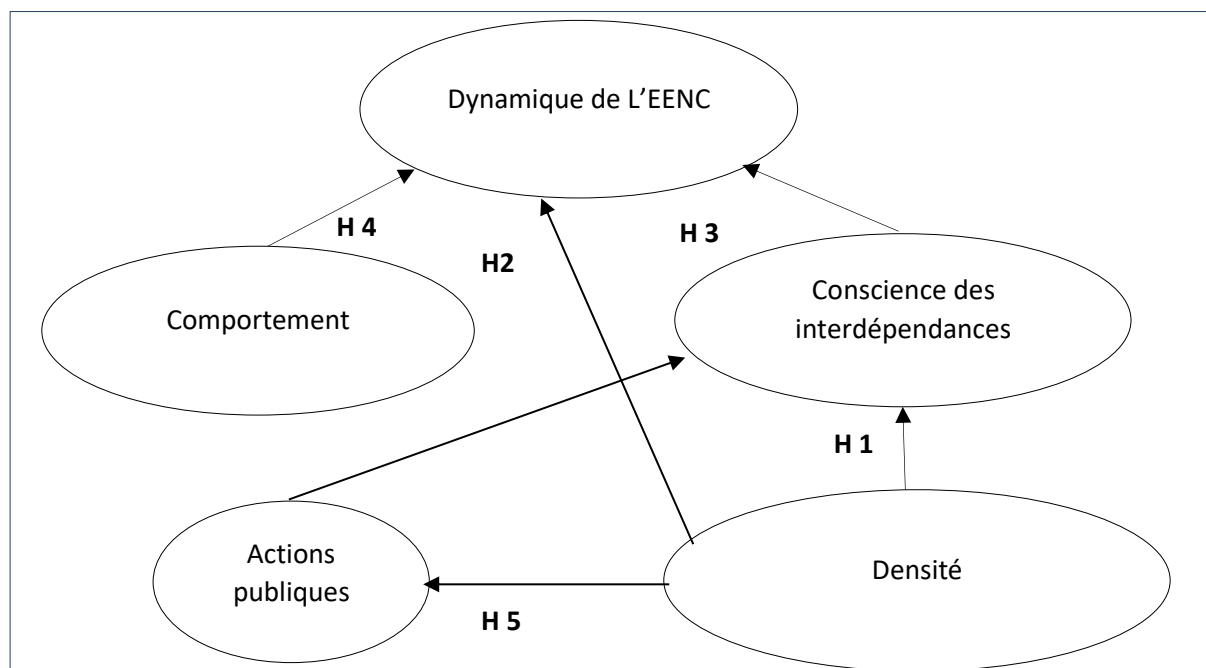 Dynamique de L’EENC
H 4
H2
H 3
Comportement
Conscience des
interdépendances
H 1
Actions
publiques
Densité
H 5